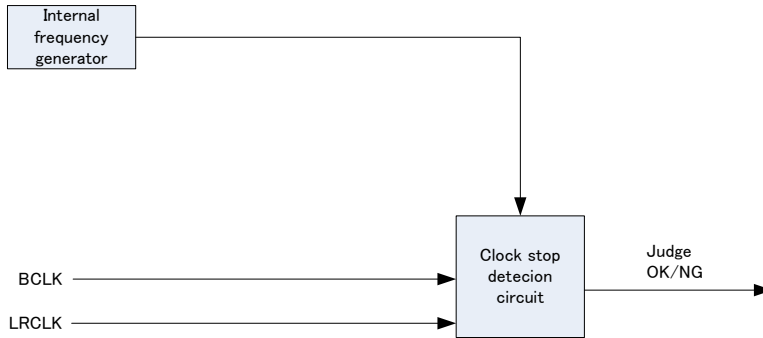 Internal
frequency
generator
Clock stop
detecion
circuit
Judge
OK/NG
BCLK
LRCLK